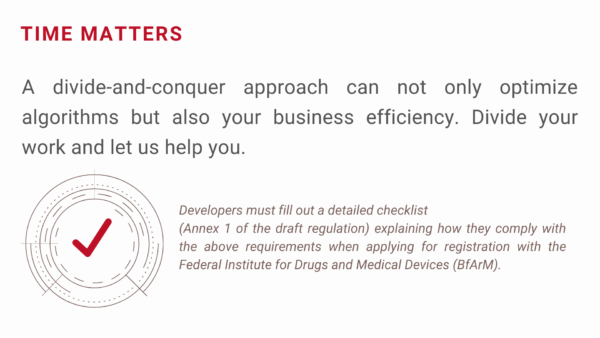 TIME MATTERS
A divide-and-conquer approach can not only optimize
algorithms but also your business efficiency. Divide your
work and let us help you.
Developers must fill out a detailed checklist
(Annex 1 of the draft regulation) explaining how they comply with
the above requirements when applying for registration with the
Federal Institute for Drugs and Medical Devices (BfArM).